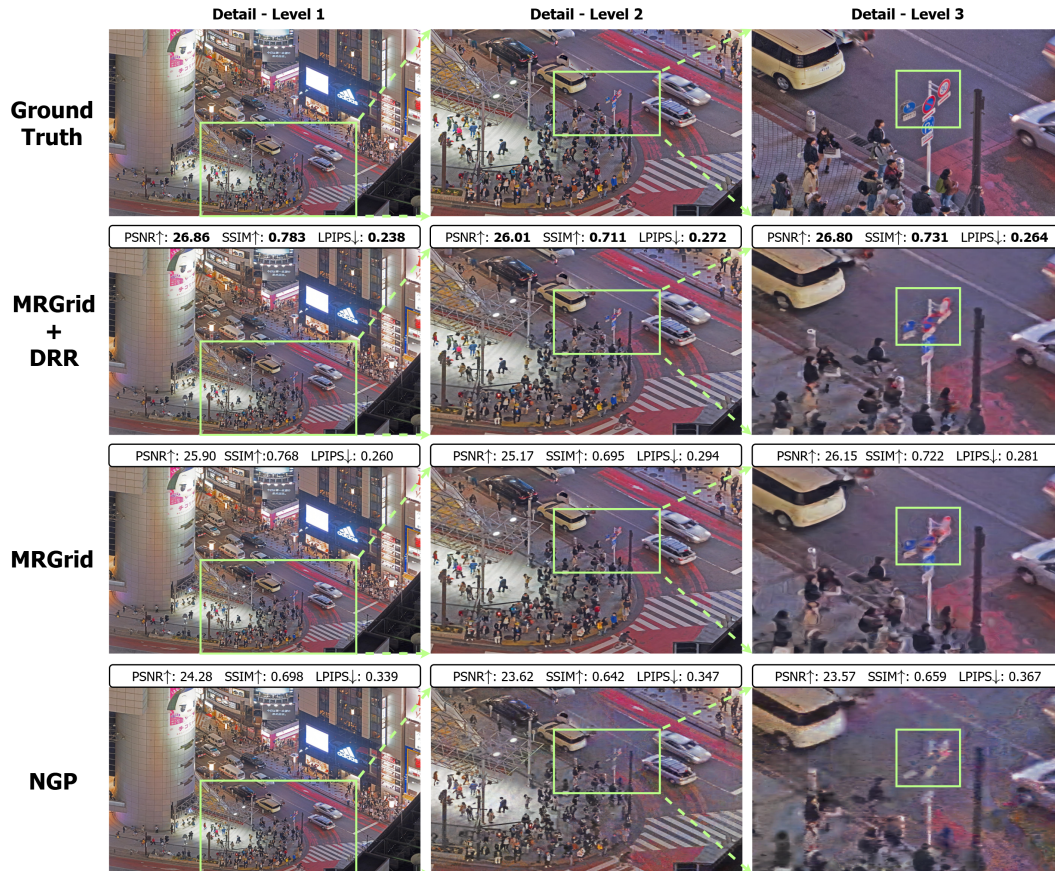 Detail - Level 1
Detail - Level 2
Detail - Level 3
Ground
Truth
PSNR↑: 26.86 SSIM↑: 0.783 LPIPS↓: 0.238
PSNR↑: 26.01 SSIM↑: 0.711 LPIPS↓: 0.272
PSNR↑: 26.80 SSIM↑: 0.731 LPIPS↓: 0.264
MRGrid
+
DRR
PSNR↑: 25.90 SSIM↑:0.768 LPIPS↓: 0.260
PSNR↑: 25.17 SSIM↑: 0.695 LPIPS↓: 0.294
PSNR↑: 26.15 SSIM↑: 0.722 LPIPS↓: 0.281
MRGrid
PSNR↑: 24.28 SSIM↑: 0.698 LPIPS↓: 0.339
PSNR↑: 23.62 SSIM↑: 0.642 LPIPS↓: 0.347
PSNR↑: 23.57 SSIM↑: 0.659 LPIPS↓: 0.367
NGP